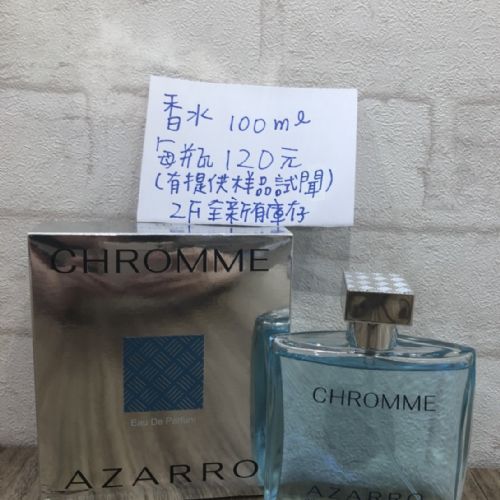 香水 100ml
每瓶 120元
(有提供样品試聞)
2F全新有庫存
CHROMME
Eau De Parfum
AZARRO
CHROMME
AZARRO